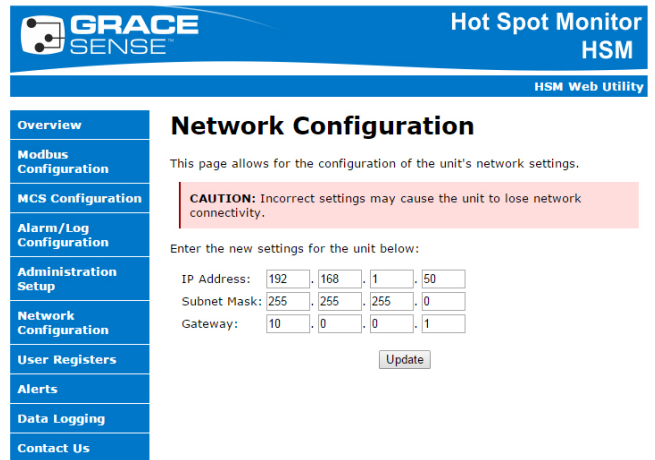 GRACE
SENSE™
Hot Spot Monitor
HSM
HSM Web Utility
Overview
Modbus
Configuration
MCS Configuration
Alarm/Log
Configuration
Administration
Setup
Network
Configuration
User Registers
Alerts
Data Logging
Contact Us
Network Configuration
This page allows for the configuration of the unit's network settings.
CAUTION: Incorrect settings may cause the unit to lose network
connectivity.
Enter the new settings for the unit below:
IP Address: 192 . 168 . 1 . 50
Subnet Mask: 255 . 255 . 255 . 0
Gateway: 10 . 0 . 0 . 1
Update